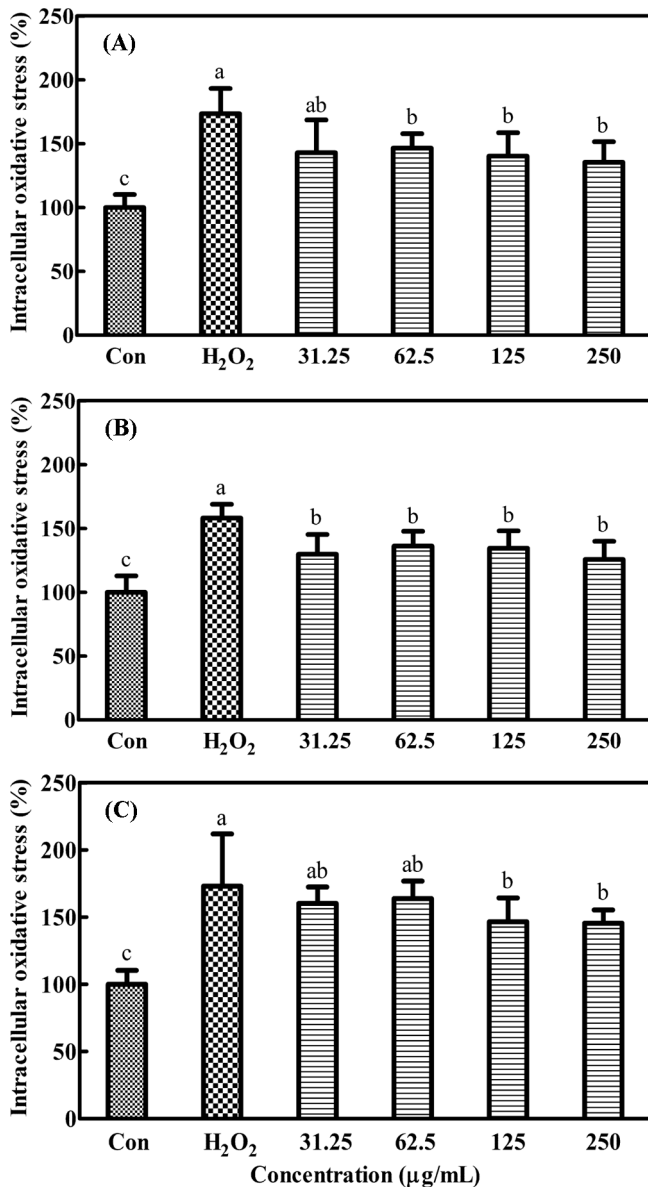 Intracellular oxidative stress (%)
250
200
150
100
50
0
(A)
c
a
ab
b
b
b
Con
H₂O₂
31.25
62.5
125
250
Intracellular oxidative stress (%)
250
200
150
100
50
0
(B)
c
a
b
b
b
b
Con
H₂O₂
31.25
62.5
125
250
Intracellular oxidative stress (%)
250
200
150
100
50
0
(C)
c
a
ab
ab
b
b
Con
H₂O₂
31.25
62.5
125
250
Concentration (μg/mL)